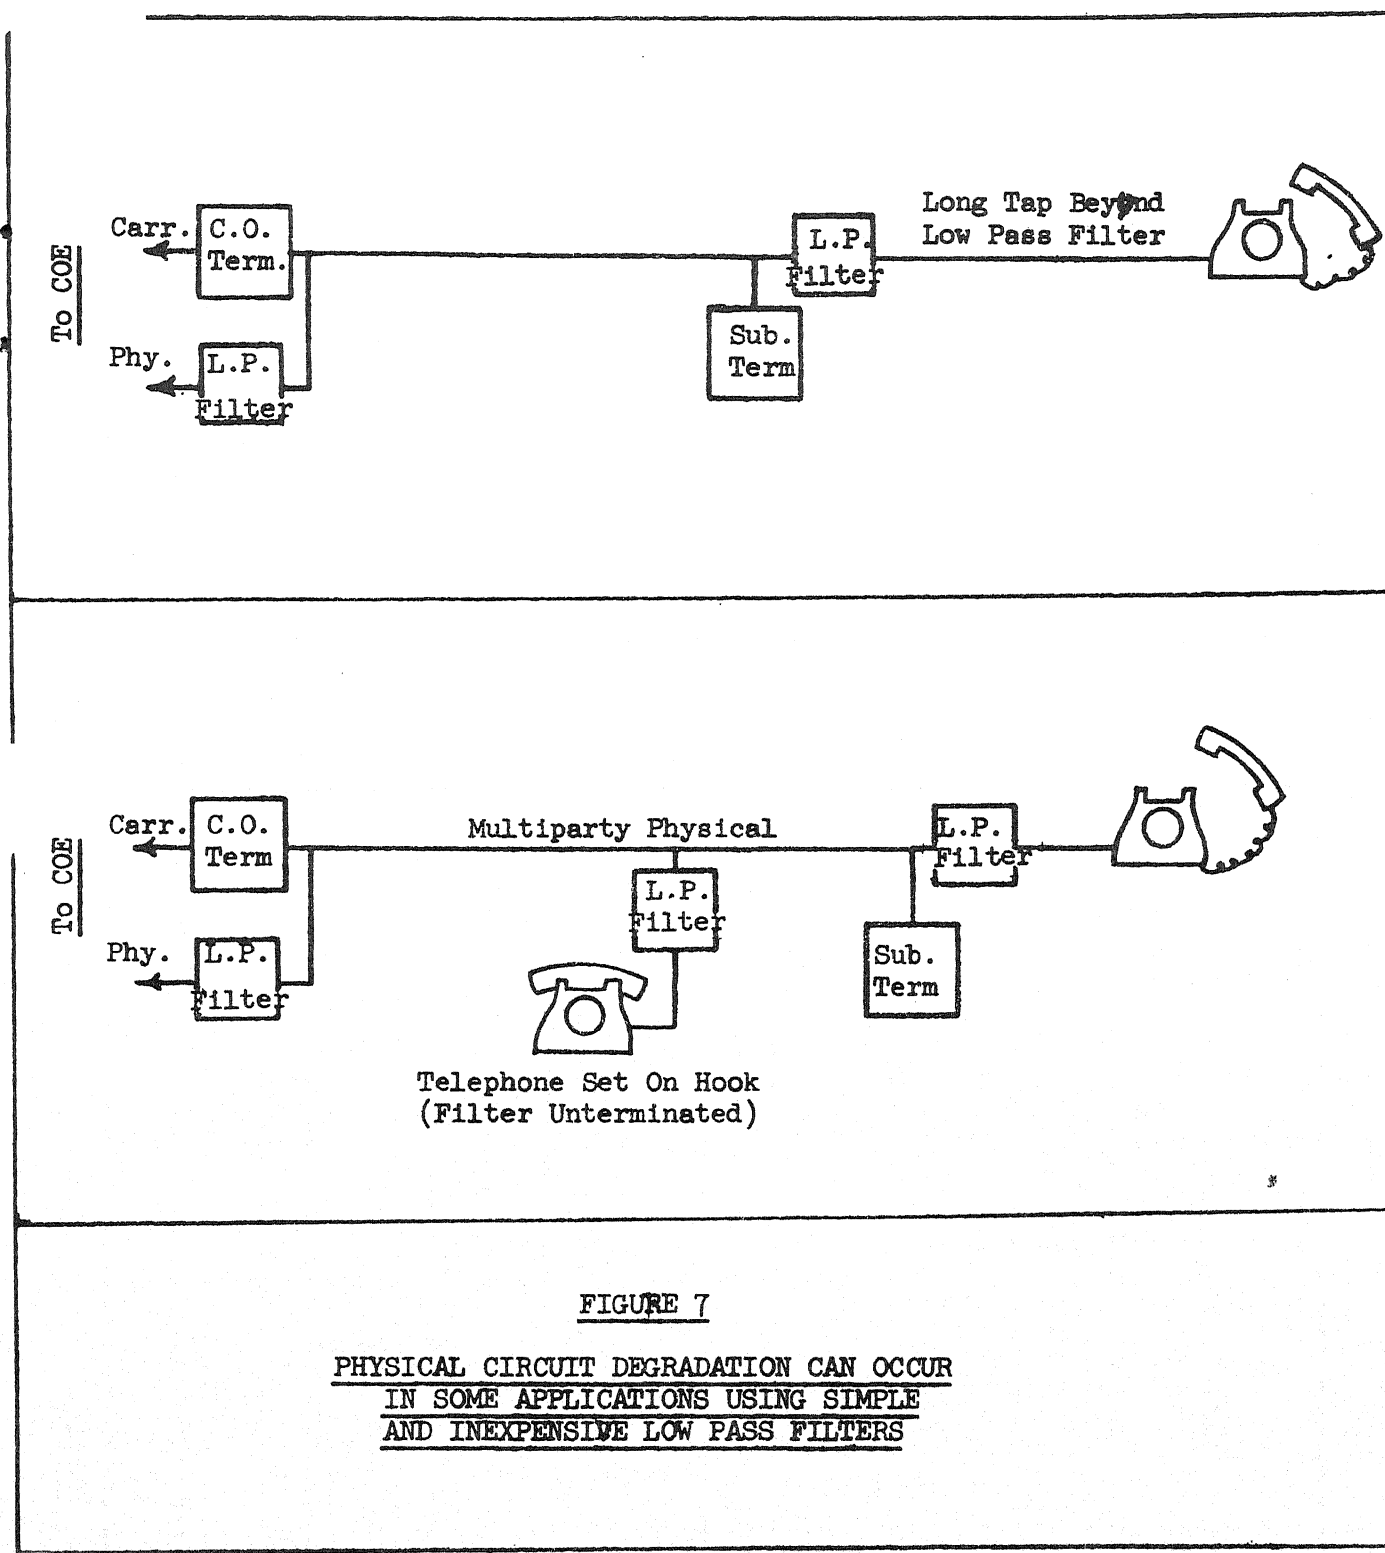 To COE
Carr.
C.O.
Term.
Phy.
L.P.
Filter
L.P.
Filter
Sub.
Term
Long Tap Beyond
Low Pass Filter
To COE
Carr.
C.O.
Term
Phy.
L.P.
Filter
Multiparty Physical
L.P.
Filter
L.P.
Filter
Sub.
Term
Telephone Set On Hook
(Filter Unterminated)
FIGURE 7
PHYSICAL CIRCUIT DEGRADATION CAN OCCUR
IN SOME APPLICATIONS USING SIMPLE
AND INEXPENSIVE LOW PASS FILTERS